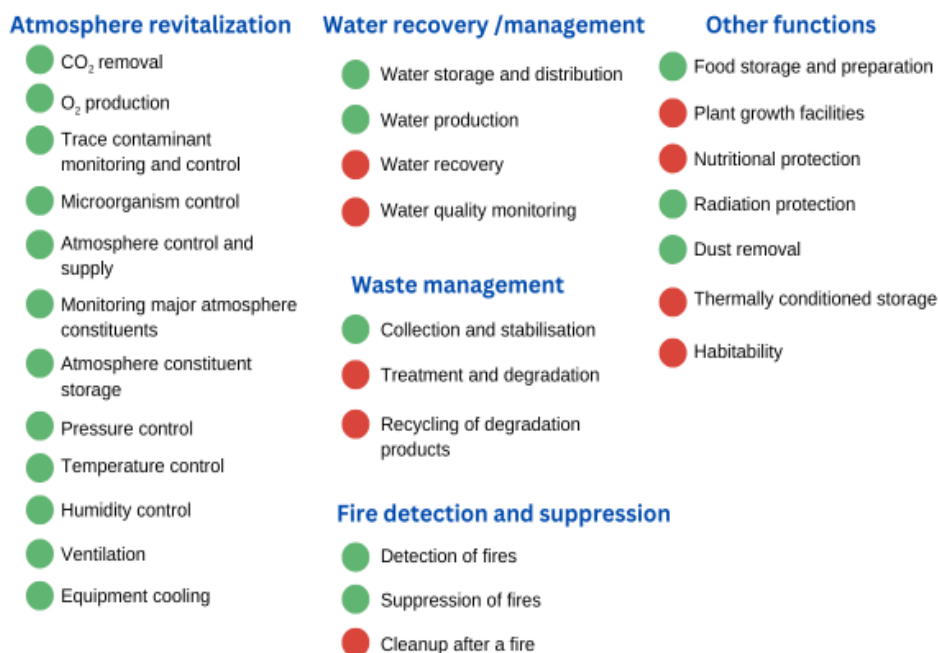 Atmosphere revitalization
CO₂ removal
O₂ production
Trace contaminant
monitoring and control
Microorganism control
Atmosphere control and
supply
Monitoring major atmosphere
constituents
Atmosphere constituent
storage
Pressure control
Temperature control
Humidity control
Ventilation
Equipment cooling
Water recovery /management
Water storage and distribution
Water production
Water recovery
Water quality monitoring
Waste management
Collection and stabilisation
Treatment and degradation
Recycling of degradation
products
Fire detection and suppression
Detection of fires
Suppression of fires
Cleanup after a fire
Other functions
Food storage and preparation
Plant growth facilities
Nutritional protection
Radiation protection
Dust removal
Thermally conditioned storage
Habitability